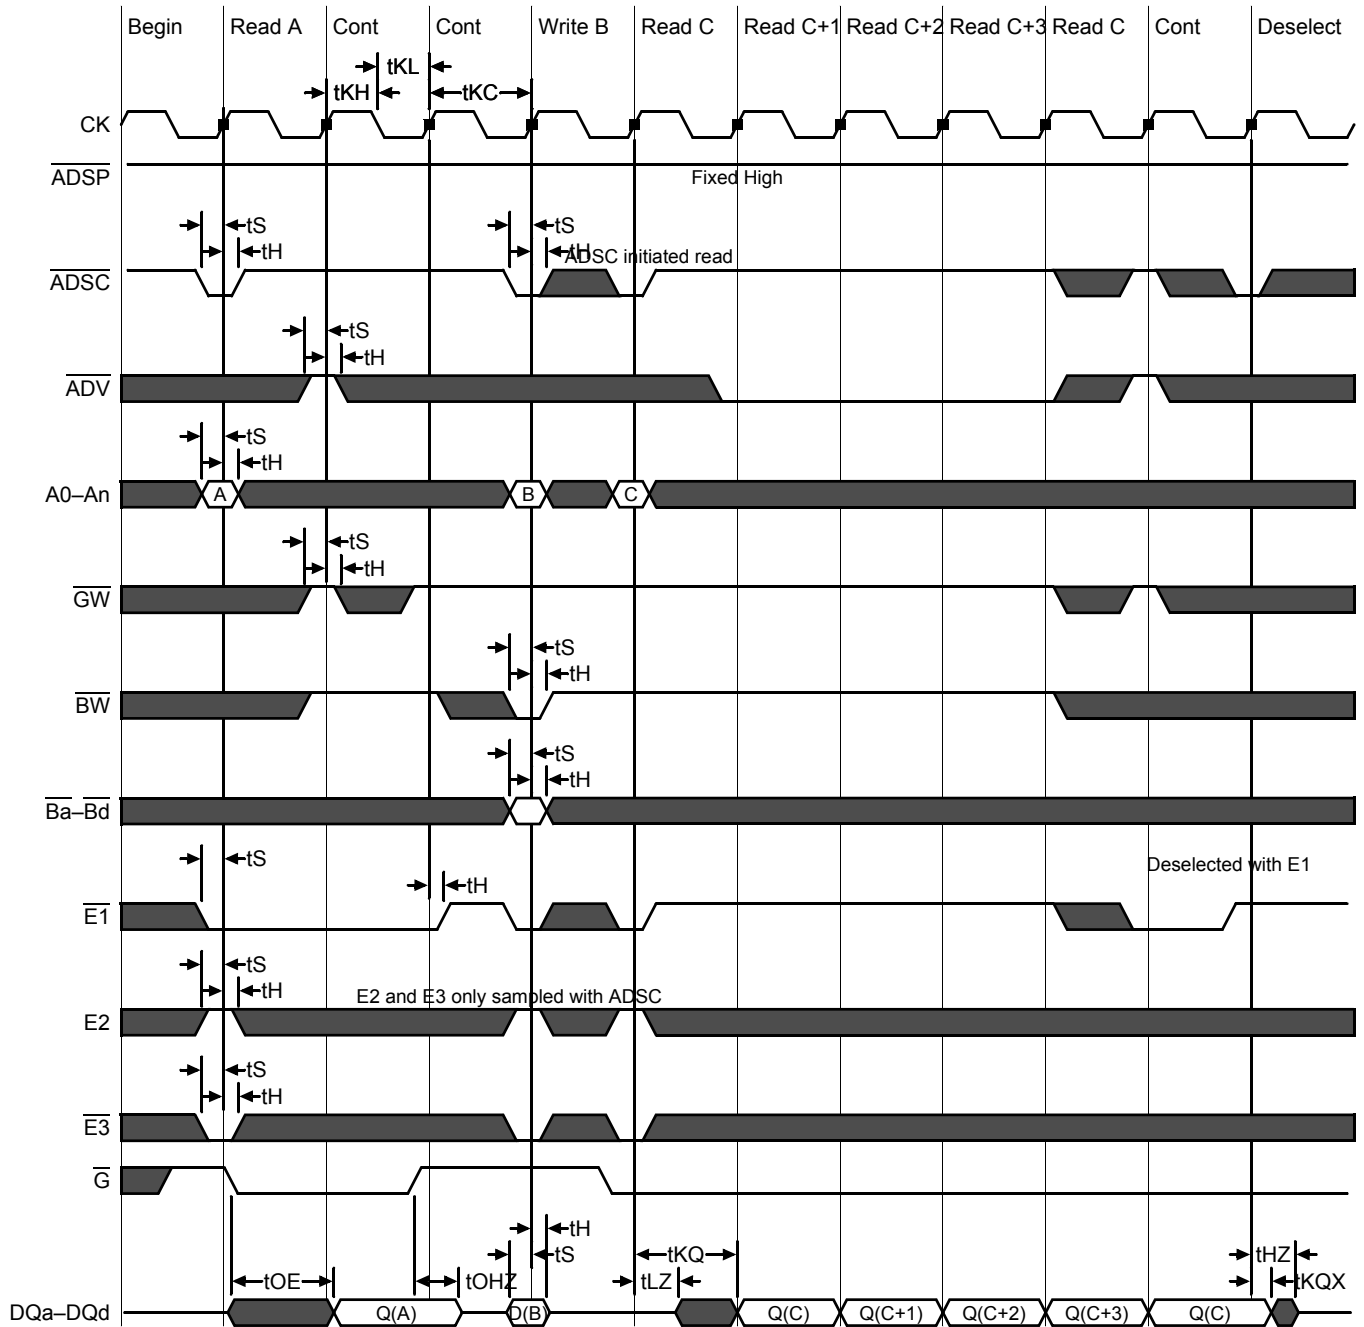 Begin Read A Cont Cont Write B Read C Read C+1 Read C+2 Read C+3 Read C Cont Deselect
tKL
tKH tKC
CK
ADSP
Fixed High
tS tS
tH tH
ADSC initiated read
ADSC
tS
tH
ADV
tS
tH
A0–An A B C
tS
tH
GW
tS
tH
BW
tS
tH
Ba–Bd
tS Deselected with E1
tH
E1
tS
tH
E2 and E3 only sampled with ADSC
E2
tS
tH
E3
G
tH
tS tKQ tHZ
tOE tOHZ tLZ tKQX
DQa–DQd Q(A) D(B) Q(C) Q(C+1) Q(C+2) Q(C+3) Q(C)